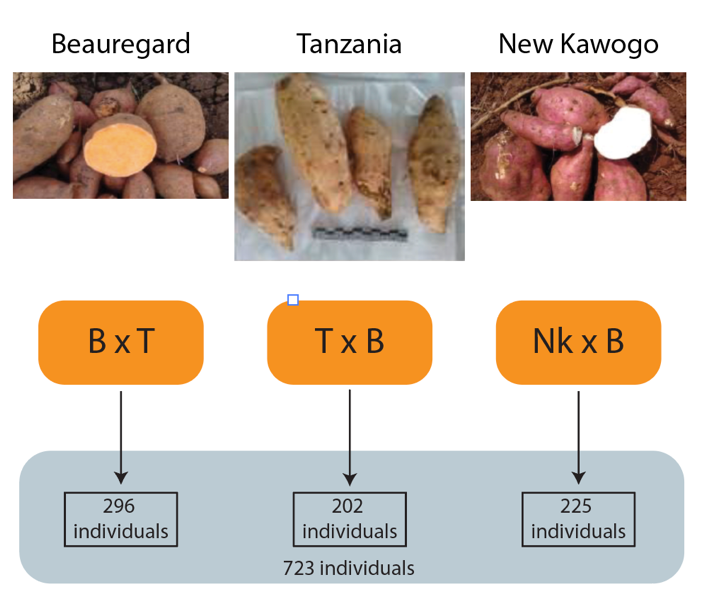 Beauregard
Tanzania
New Kawogo
B x T
T x B
Nk x B
296
individuals
202
individuals
225
individuals
723 individuals